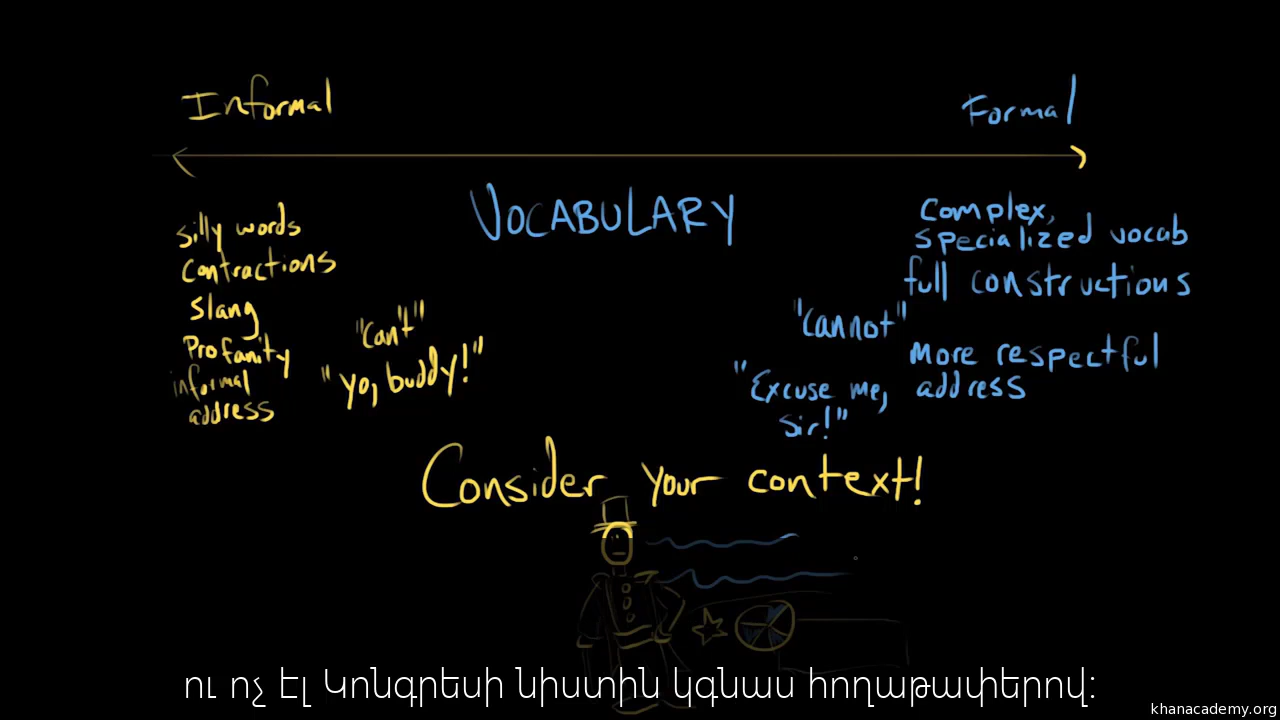 Informal
Formal
VOCABULARY
silly words
contractions
slang
Profanity
informal
address
"Can't"
"yo, buddy!"
complex,
specialized vocab
full constructions
"cannot"
more respectful
address
"Excuse me,
sir!"
Consider your context!
ու ոչ էլ Կոնգրեսի նիստին կգնաս հողաթափերով:
khanacademy.org